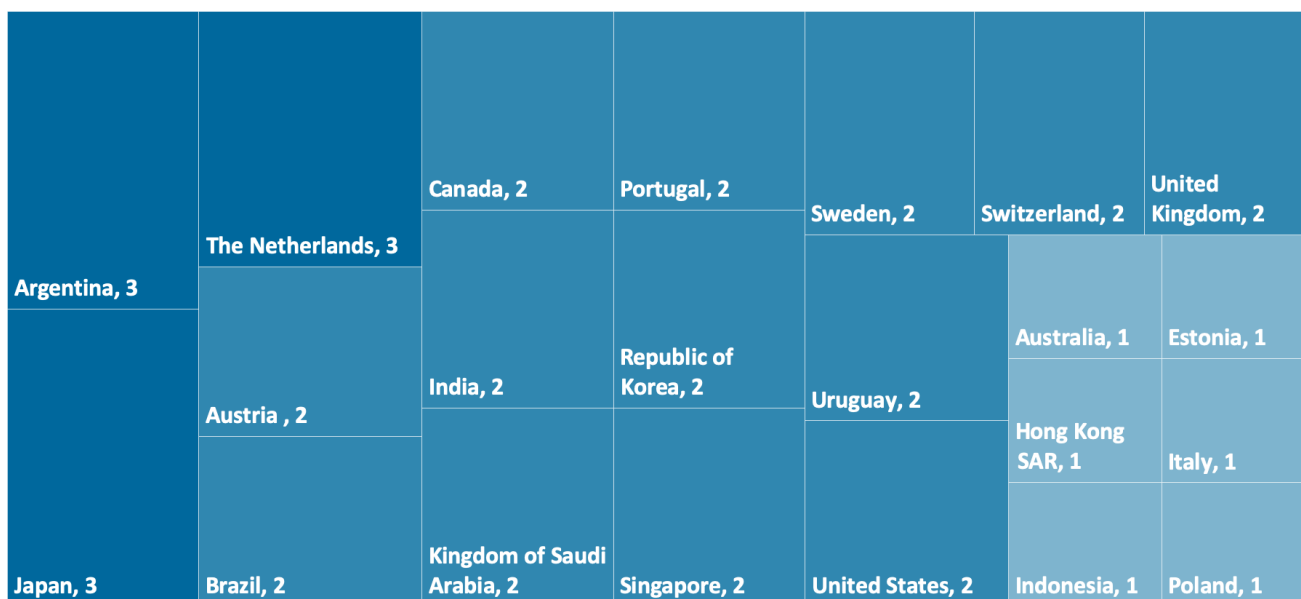 Argentina, 3
Japan, 3
The Netherlands, 3
Austria , 2
Brazil, 2
Canada, 2
India, 2
Kingdom of Saudi
Arabia, 2
Portugal, 2
Republic of
Korea, 2
Singapore, 2
Sweden, 2
Switzerland, 2
United
Kingdom, 2
Uruguay, 2
United States, 2
Australia, 1
Estonia, 1
Hong Kong
SAR, 1
Italy, 1
Indonesia, 1
Poland, 1